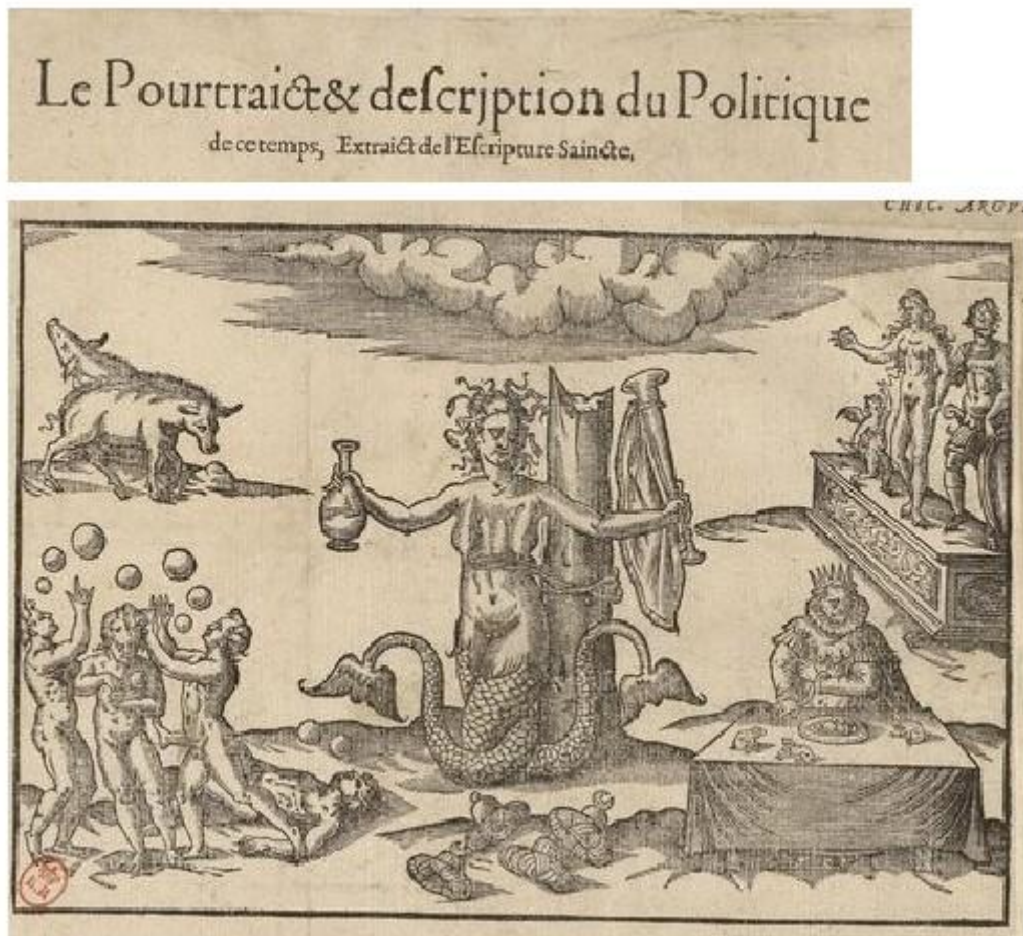 Le Pourtraict & deſcrjption du Politique
de ce temps, Extraict de l'Eſcripture Saincte,